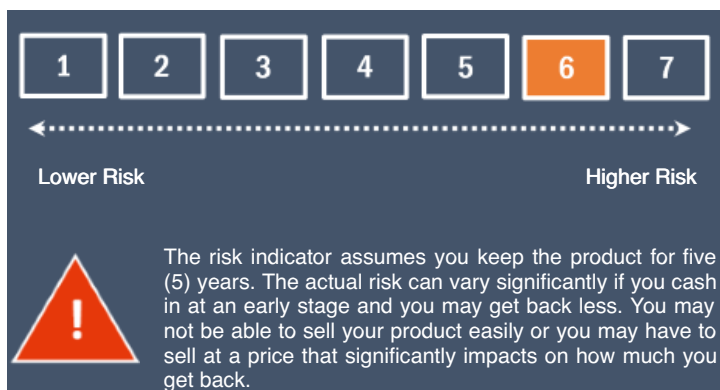 1 2 3 4 5 6 7
Lower Risk Higher Risk
!
The risk indicator assumes you keep the product for five
(5) years. The actual risk can vary significantly if you cash
in at an early stage and you may get back less. You may
not be able to sell your product easily or you may have to
sell at a price that significantly impacts on how much you
get back.